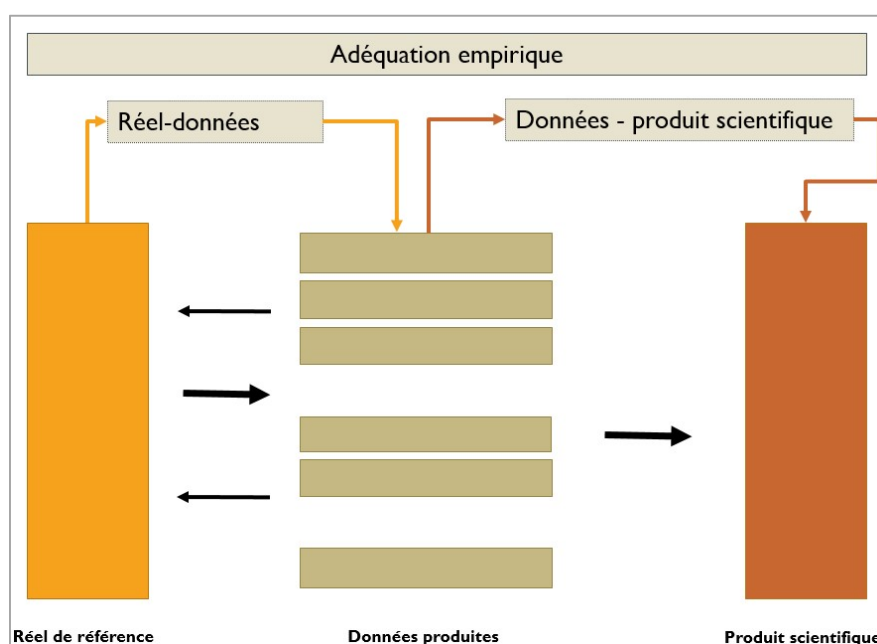 Adéquation empirique
Réel-données
Données - produit scientifique
Réel de référence
Données produites
Produit scientifique